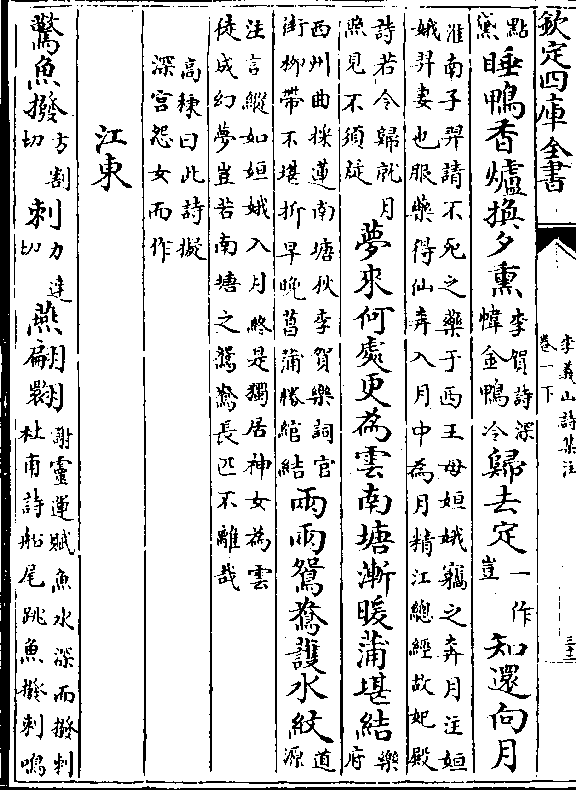 欽定四庫全書
李義山詩集注
卷一下
點
睡鴨香爐換夕熏
李賀詩深
幃金鴨冷
歸去定
一作
豈
知還向月
淮南子羿請不死之藥于西王母姮娥竊之奔月注姮
娥羿妻也服藥得仙奔入月中為月精江總經故妃殿
詩若令歸就月
照見不須疑
夢來何處更為雲南塘漸暖蒲堪結
樂
府
西州曲採蓮南塘秋李賀樂詞官
街柳帶不堪折早晚菖蒲勝綰結
兩兩鴛鴦護水紋
道
源
注言縱如姮娥入月終是獨居神女為雲
徒成幻夢豈若南塘之鴛鴦長匹不離哉
高棅曰此詩擬
深宮怨女而作
江東
驚魚撥
方割
切
刺
力達
切
燕翩翾
謝靈運賦魚水深而撥刺
杜甫詩船尾跳魚撥刺鳴